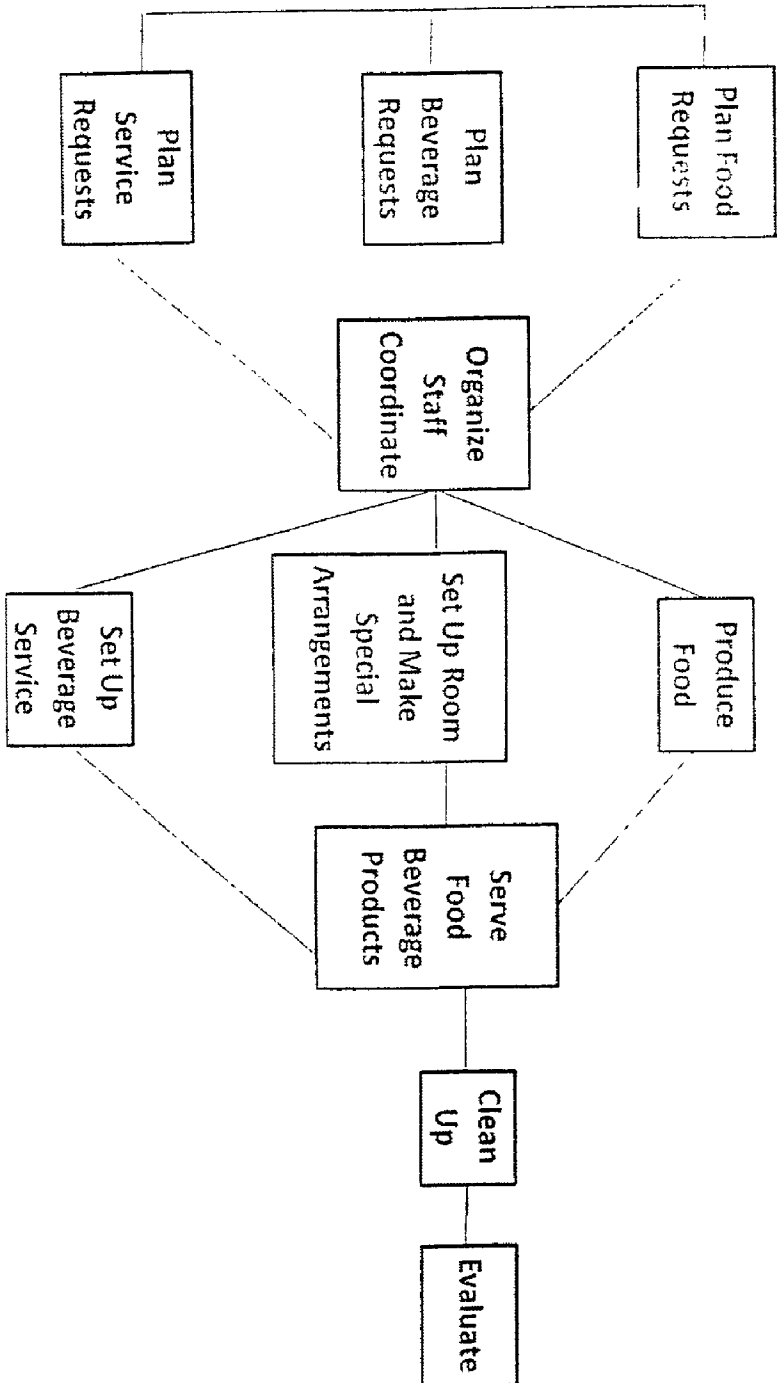 Plan Food
Requests
Plan
Beverage
Requests
Plan
Service
Requests
Organize
Staff
Coordinate
Produce
Food
Set Up Room
and Make
Special
Arrangements
Set Up
Beverage
Service
Serve
Food
Beverage
Products
Clean
Up
Evaluate